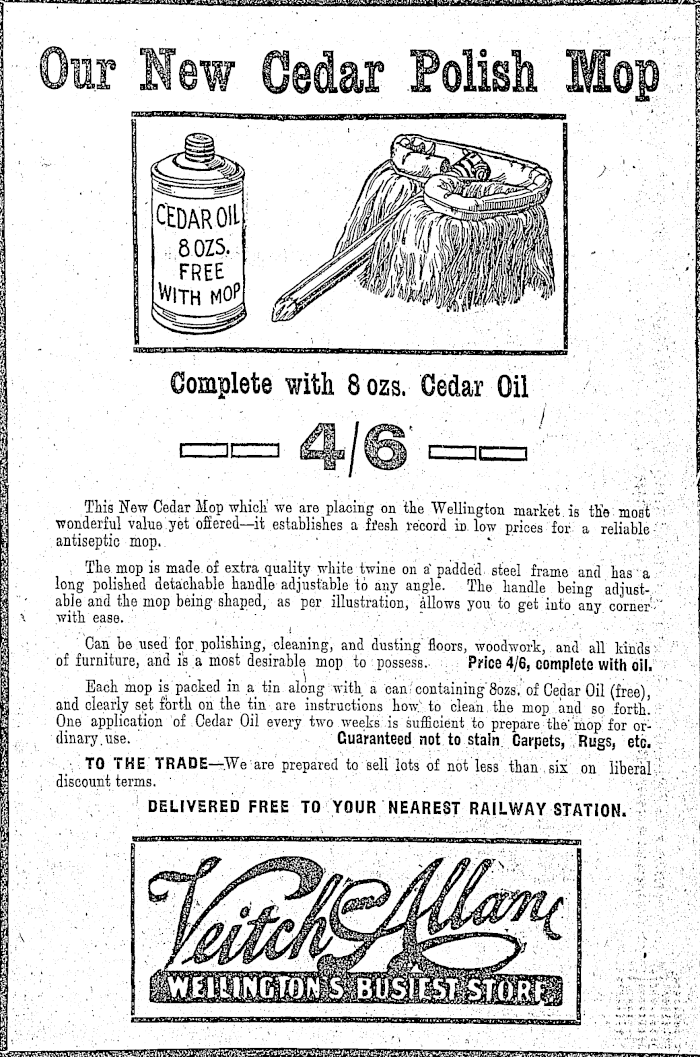 Our New Cedar Polish Mop
CEDAR OIL
8 OZS.
FREE
WITH MOP
Complete with 8 ozs. Cedar Oil
4/6
This New Cedar Mop which we are placing on the Wellington market is the most
wonderful value yet offered—it establishes a fresh record in low prices for a reliable
antiseptic mop.
The mop is made of extra quality white twine on a padded steel frame and has a
long polished detachable handle adjustable to any angle. The handle being adjust-
able and the mop being shaped, as per illustration, allows you to get into any corner
with ease.
Can be used for polishing, cleaning, and dusting floors, woodwork, and all kinds
of furniture, and is a most desirable mop to possess. Price 4/6, complete with oil.
Each mop is packed in a tin along with a can containing 8ozs. of Cedar Oil (free),
and clearly set forth on the tin are instructions how to clean the mop and so forth.
One application of Cedar Oil every two weeks is sufficient to prepare the mop for or-
dinary use. Guaranteed not to stain Carpets, Rugs, etc.
TO THE TRADE—We are prepared to sell lots of not less than six on liberal
discount terms.
DELIVERED FREE TO YOUR NEAREST RAILWAY STATION.
Veitch & Allan
WELLINGTON'S BUSIEST STORE